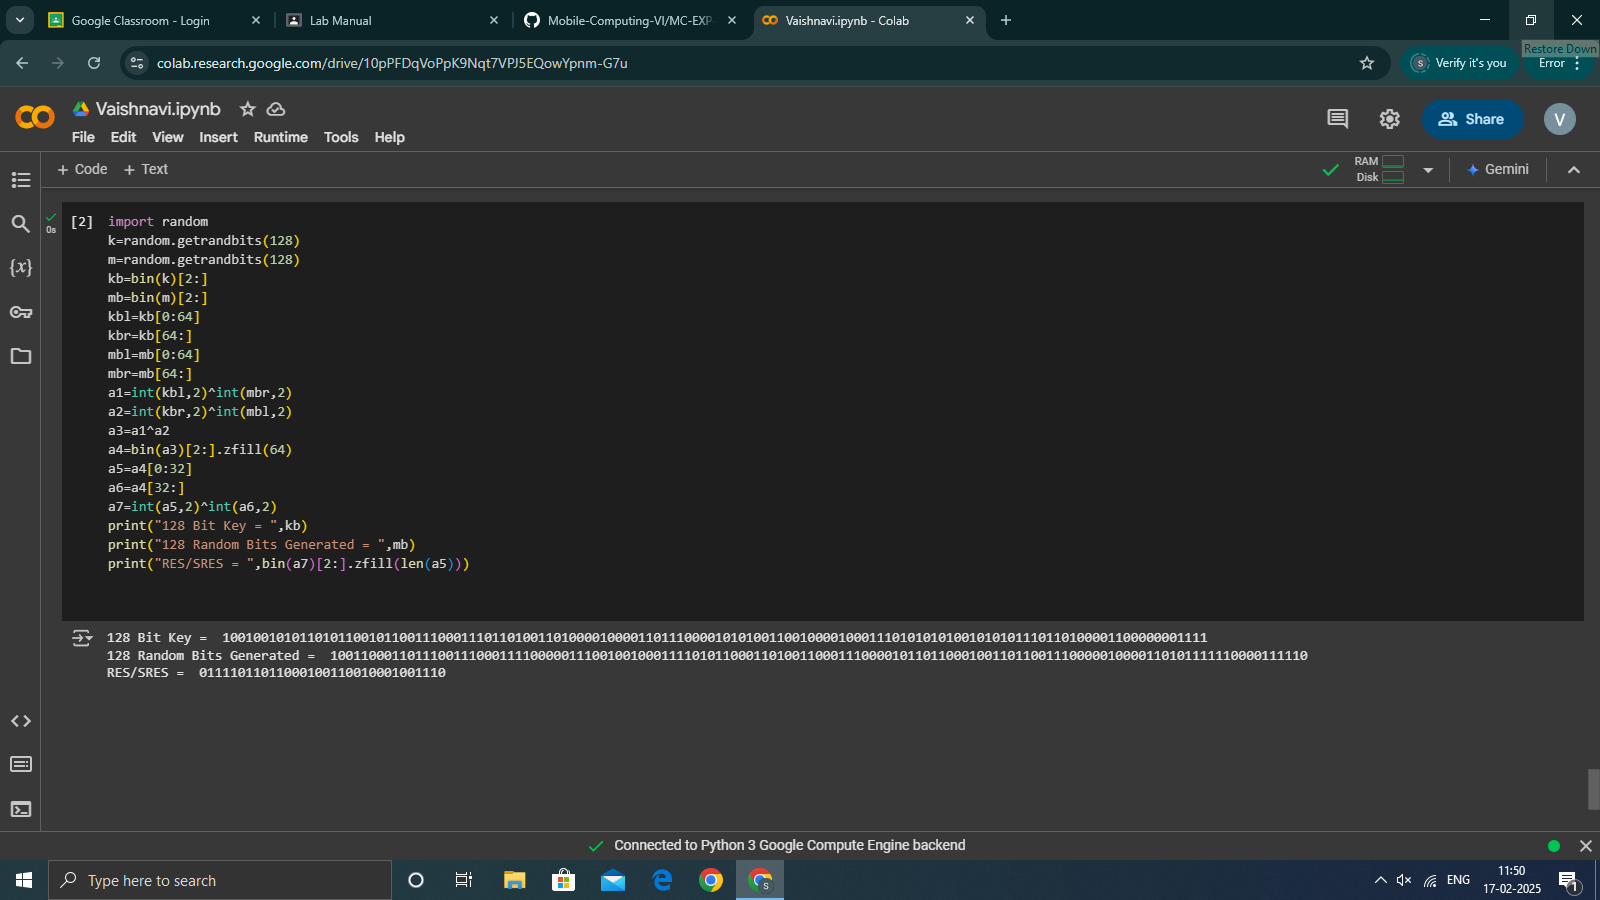 Google Classroom - Login
Lab Manual
Mobile-Computing-VI/MC-EXP
Vaishnavi.ipynb - Colab
Restore Down
colab.research.google.com/drive/10pPFDqVoPpK9Nqt7VPJ5EQowYpnm-G7u
S Verify it's you
Error
Vaishnavi.ipynb
File Edit View Insert Runtime Tools Help
Share
V
+ Code + Text
RAM
Disk
Gemini
0s
[2] import random
k=random.getrandbits(128)
m=random.getrandbits(128)
kb=bin(k)[2:]
mb=bin(m)[2:]
kbl=kb[0:64]
kbr=kb[64:]
mbl=mb[0:64]
mbr=mb[64:]
a1=int(kbl,2)^int(mbr,2)
a2=int(kbr,2)^int(mbl,2)
a3=a1^a2
a4=bin(a3)[2:].zfill(64)
a5=a4[0:32]
a6=a4[32:]
a7=int(a5,2)^int(a6,2)
print("128 Bit Key = ",kb)
print("128 Random Bits Generated = ",mb)
print("RES/SRES = ",bin(a7)[2:].zfill(len(a5)))
{x}
128 Bit Key =
128 Random Bits Generated =
RES/SRES = 01111011011000100110010001001110
Connected to Python 3 Google Compute Engine backend
Type here to search
S
ENG
11:50
17-02-2025
1